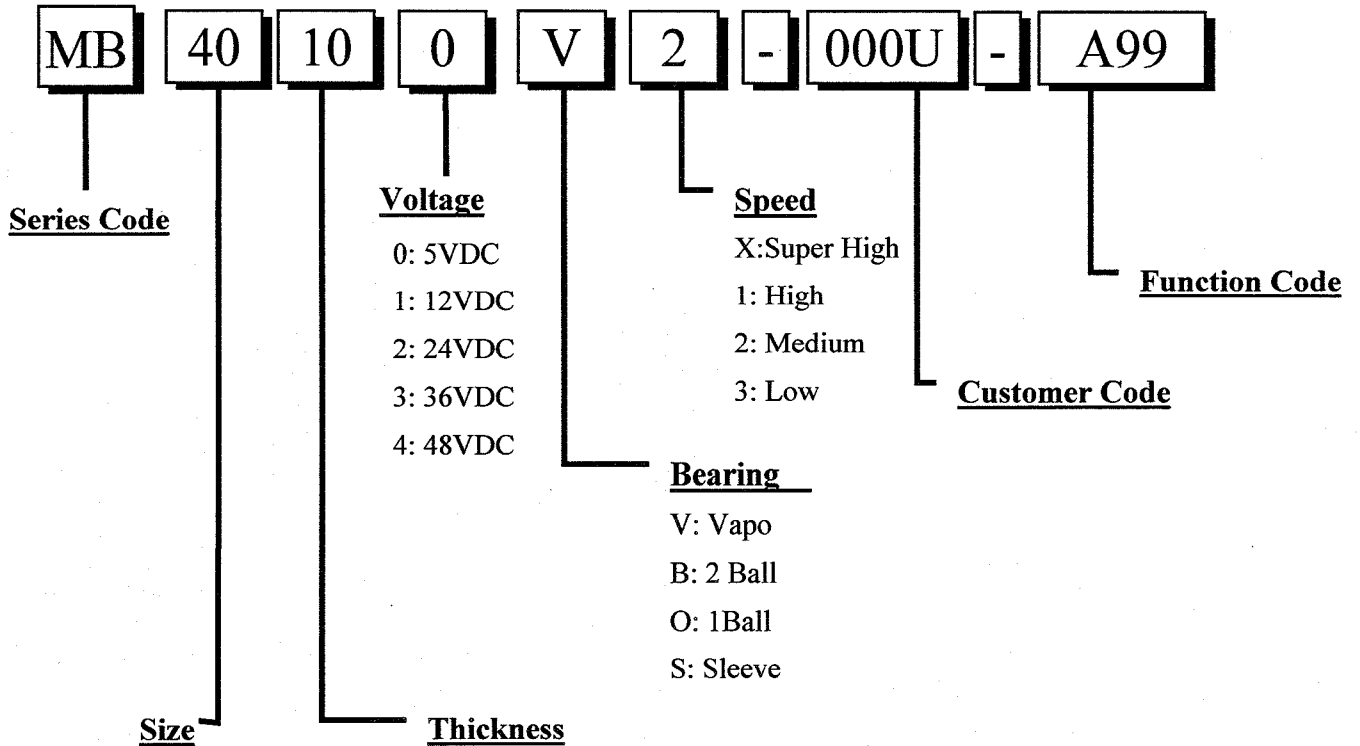 MB 40 10 0 V 2 - 000U - A99
Series Code
Voltage
0: 5VDC
1: 12VDC
2: 24VDC
3: 36VDC
4: 48VDC
Speed
X:Super High
1: High
2: Medium
3: Low
Function Code
Customer Code
Bearing
V: Vapo
B: 2 Ball
O: 1Ball
S: Sleeve
Size
Thickness